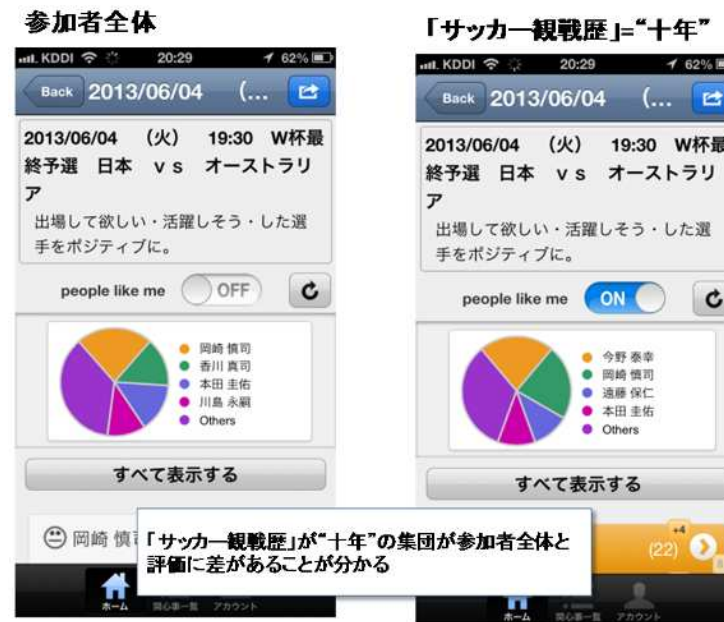 参加者全体
KDDI 20:29 62%
Back 2013/06/04 (...
2013/06/04 (火) 19:30 W杯最
終予選 日本 ｖｓ オーストラリ
ア
出場して欲しい・活躍しそう・した選
手をポジティブに。
people like me OFF
岡崎 慎司
香川 真司
本田 圭佑
川島 永嗣
Others
すべて表示する
岡崎 慎
ホーム 関心事一覧 アカウント
「サッカー観戦歴」=“十年”
KDDI 20:29 62%
Back 2013/06/04 (...
2013/06/04 (火) 19:30 W杯最
終予選 日本 ｖｓ オーストラリ
ア
出場して欲しい・活躍しそう・した選
手をポジティブに。
people like me ON
今野 泰幸
岡崎 慎司
遠藤 保仁
本田 圭佑
Others
すべて表示する
+4
(22)
ホーム 関心事一覧 アカウント
「サッカー観戦歴」が“十年”の集団が参加者全体と
評価に差があることが分かる